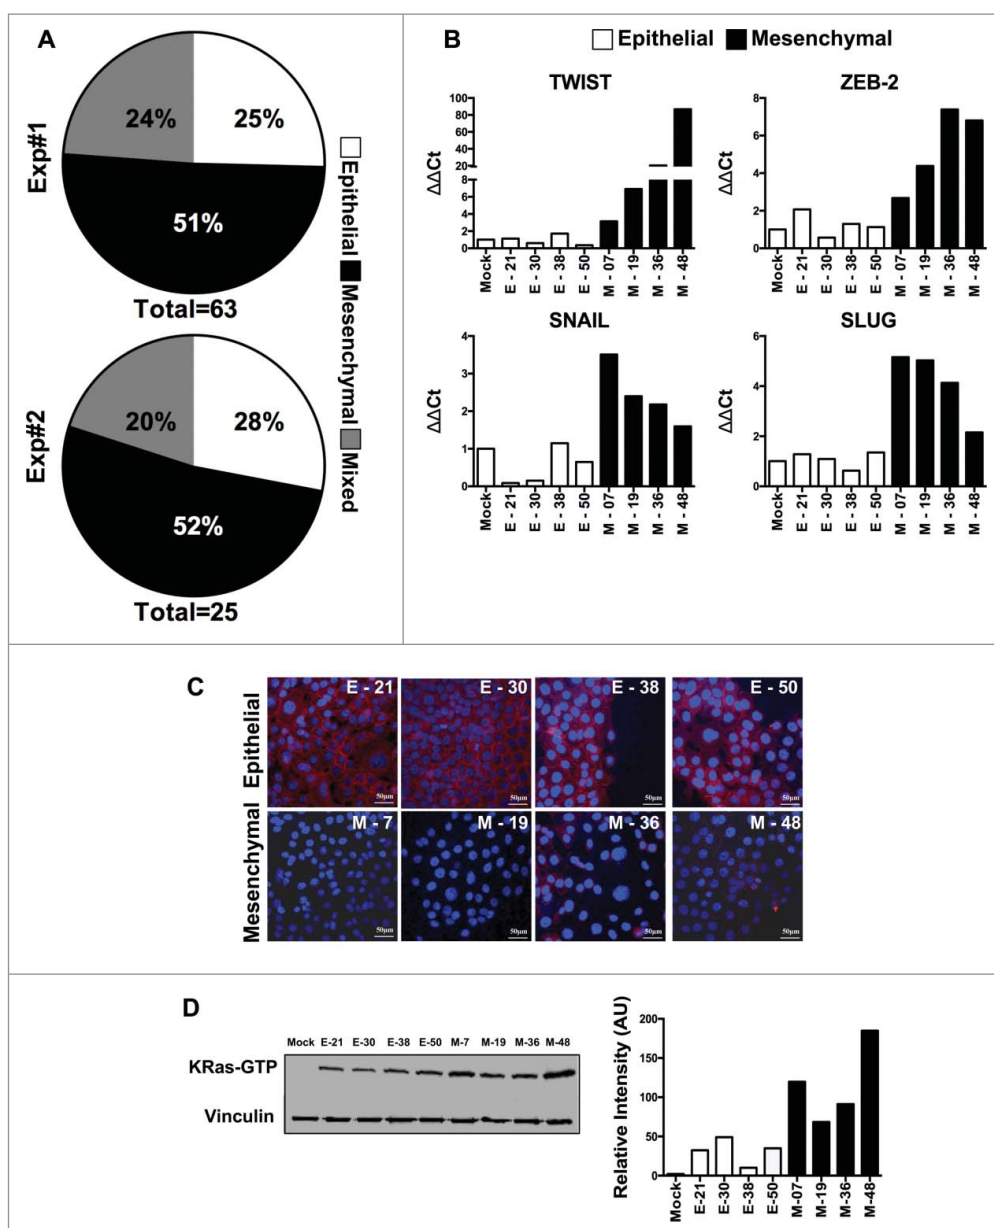 A
Exp#1
24%
25%
51%
Total=63
Exp#2
20%
28%
52%
Total=25
Epithelial
Mesenchymal
Mixed
B
Epithelial
Mesenchymal
TWIST
ΔΔCt
100
80
60
40
20
8
6
4
2
0
Mock
E - 21
E - 30
E - 38
E - 50
M - 07
M - 19
M - 36
M - 48
ZEB-2
ΔΔCt
8
6
4
2
0
Mock
E - 21
E - 30
E - 38
E - 50
M - 07
M - 19
M - 36
M - 48
SNAIL
ΔΔCt
4
3
2
1
0
Mock
E - 21
E - 30
E - 38
E - 50
M - 07
M - 19
M - 36
M - 48
SLUG
ΔΔCt
6
4
2
0
Mock
E - 21
E - 30
E - 38
E - 50
M - 07
M - 19
M - 36
M - 48
C
Epithelial
E - 21
50µm
E - 30
50µm
E - 38
50µm
E - 50
50µm
Mesenchymal
M - 7
50µm
M - 19
50µm
M - 36
50µm
M - 48
50µm
D
Mock E-21 E-30 E-38 E-50 M-7 M-19 M-36 M-48
KRas-GTP
Vinculin
Relative Intensity (AU)
200
150
100
50
0
Mock
E-21
E-30
E-38
E-50
M-07
M-19
M-36
M-48